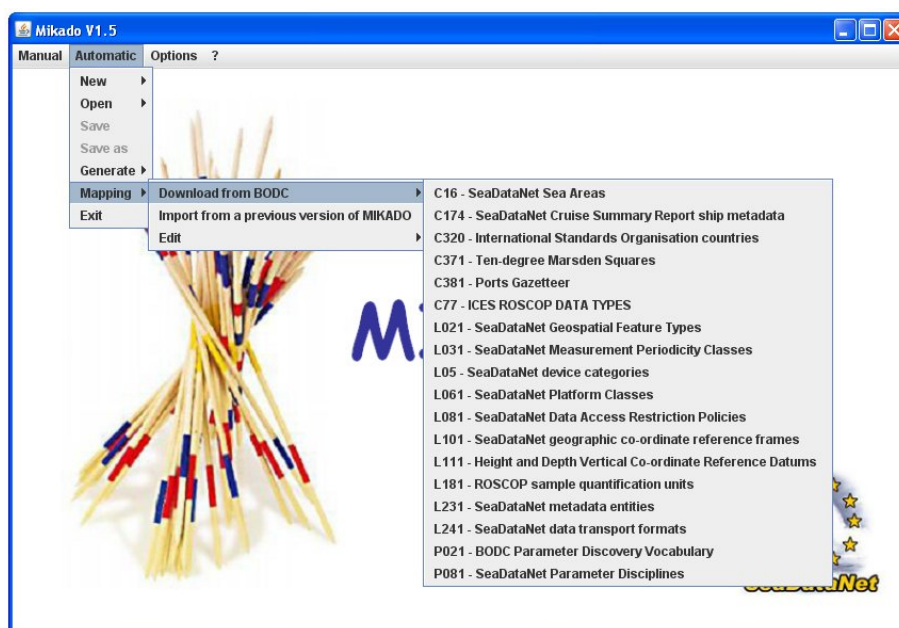 Mikado V1.5
Manual Automatic Options ?
New
Open
Save
Save as
Generate
Mapping
Exit
Download from BODC
Import from a previous version of MIKADO
Edit
C16 - SeaDataNet Sea Areas
C174 - SeaDataNet Cruise Summary Report ship metadata
C320 - International Standards Organisation countries
C371 - Ten-degree Marsden Squares
C381 - Ports Gazetteer
C77 - ICES ROSCOP DATA TYPES
L021 - SeaDataNet Geospatial Feature Types
L031 - SeaDataNet Measurement Periodicity Classes
L05 - SeaDataNet device categories
L061 - SeaDataNet Platform Classes
L081 - SeaDataNet Data Access Restriction Policies
L101 - SeaDataNet geographic co-ordinate reference frames
L111 - Height and Depth Vertical Co-ordinate Reference Datums
L181 - ROSCOP sample quantification units
L231 - SeaDataNet metadata entities
L241 - SeaDataNet data transport formats
P021 - BODC Parameter Discovery Vocabulary
P081 - SeaDataNet Parameter Disciplines
SeaDataNet